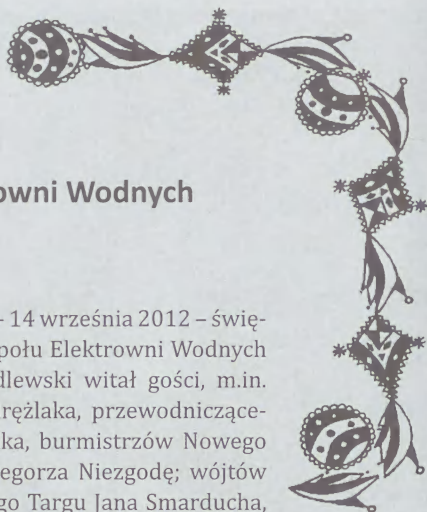 owni Wodnych
– 14 września 2012 – świę-
połu Elektrowni Wodnych
dlewski witał gości, m.in.
rężlaka, przewodniczące-
ka, burmistrzów Nowego
egorza Niezgodę; wójtów
go Targu Jana Smarducha,